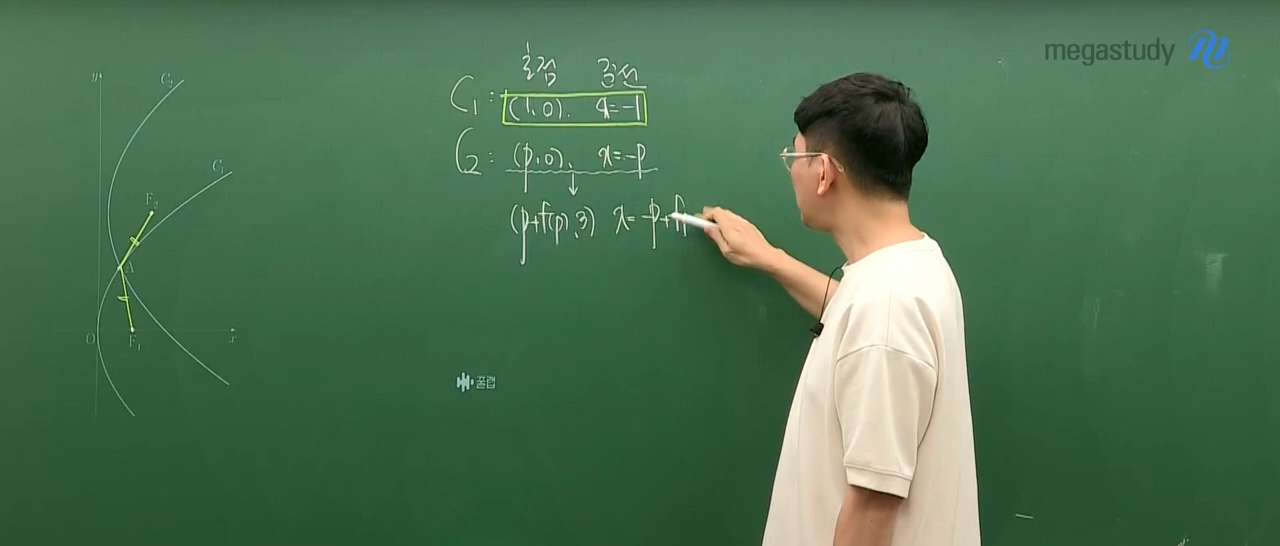 megastudy
초점 준선
C₁ : (1, 0), x=-1
C₂ : (p, 0), x=-p
↓
(p+f(p), 3) x=-p+f
y
C₂
C₁
F₂
A
O
F₁
x
꿀캡